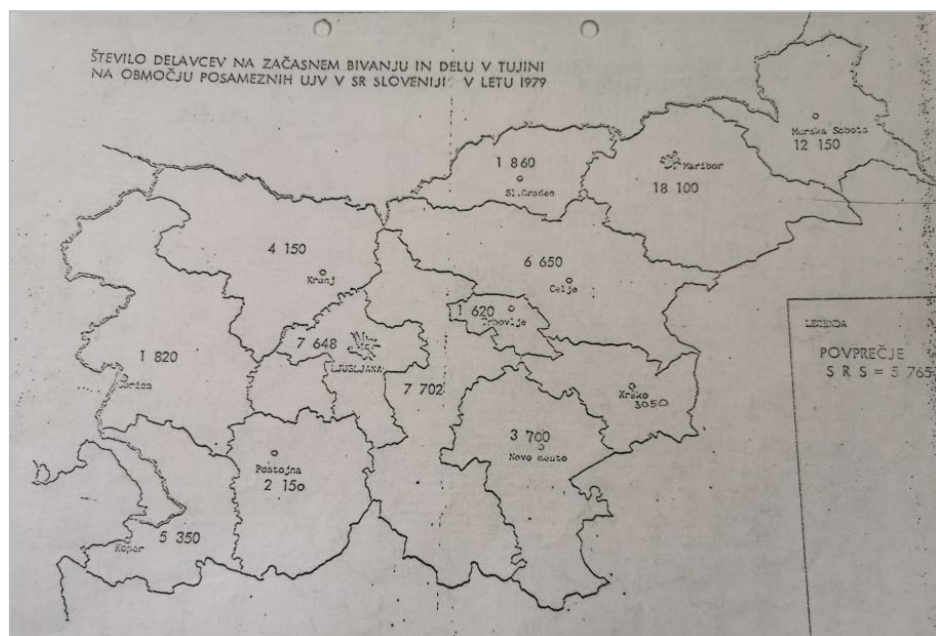 ŠTEVILO DELAVCEV NA ZAČASNEM BIVANJU IN DELU V TUJINI
NA OBMOČJU POSAMEZNIH UJV V SR SLOVENIJI V LETU 1979
Murska Sobota
12 150
1 860
Sl.Gradec
Maribor
18 100
4 150
Kranj
6 650
Celje
1 620
Trbovlje
7 648
LJUBLJANA
1 820
Gorica
7 702
Krško
3050
3 700
Novo mesto
Postojna
2 15o
5 350
Koper
LEGENDA
POVPREČJE
S R S = 5 765